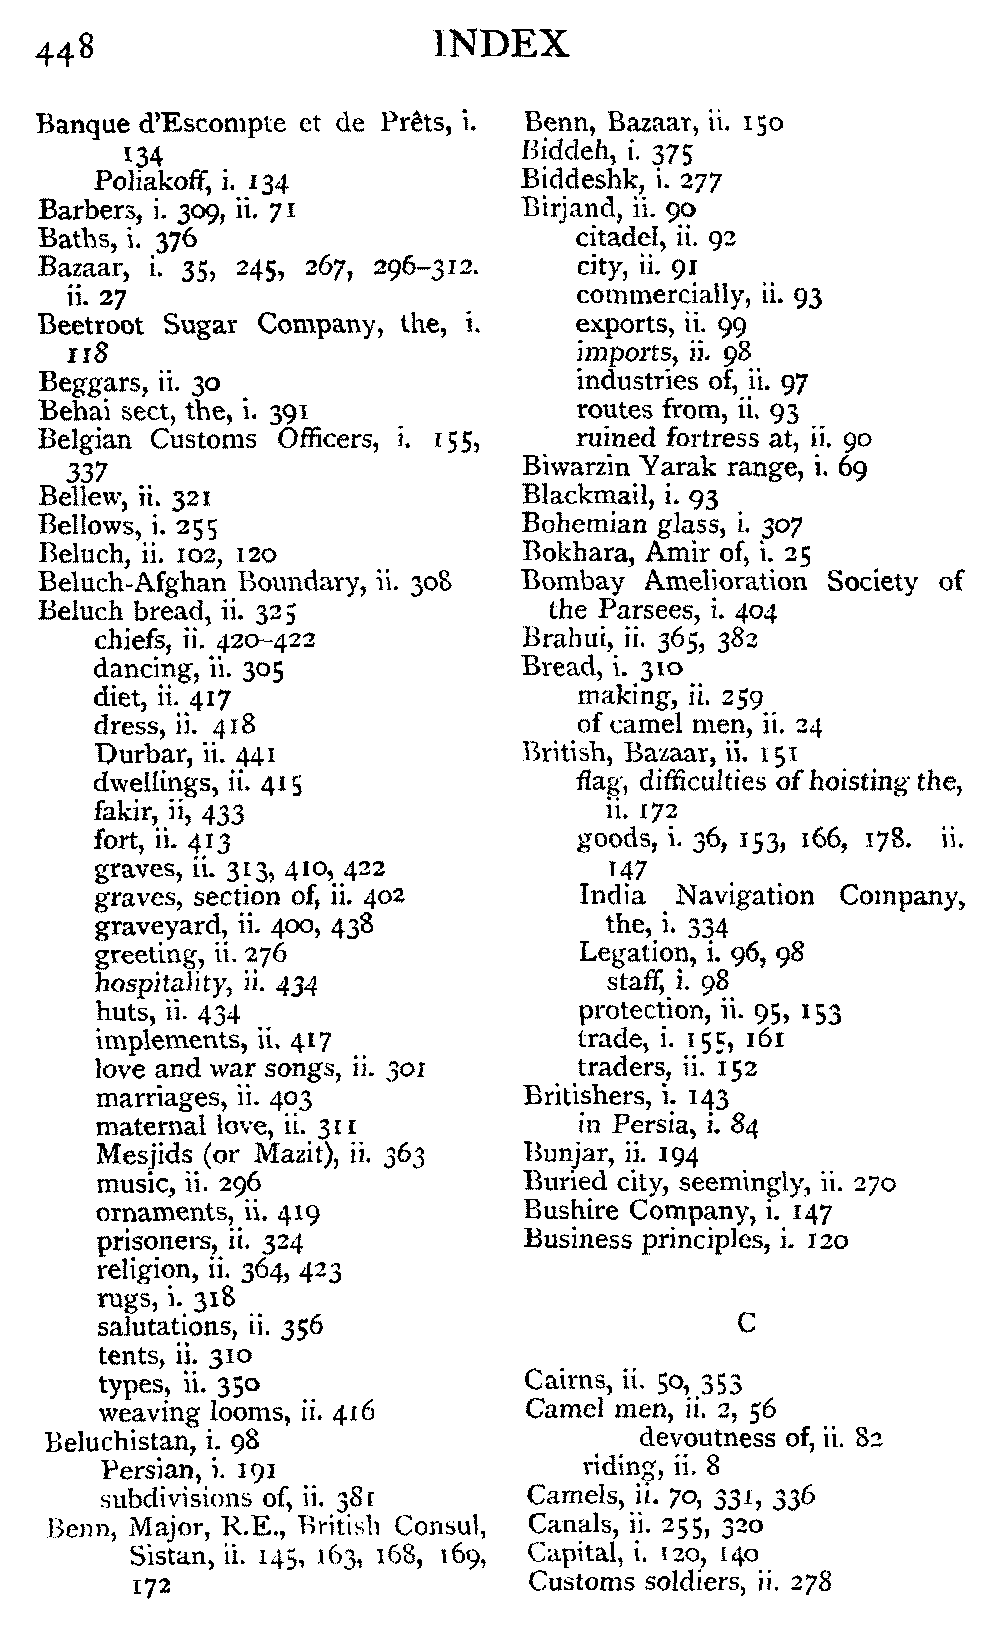 448
INDEX
Banque d'Escompte et de Prêts, i.
134
Poliakoff, i. 134
Barbers, i. 309, ii. 71
Baths, i. 376
Bazaar, i. 35, 245, 267, 296–312.
ii. 27
Beetroot Sugar Company, the, i.
118
Beggars, ii. 30
Behai sect, the, i. 391
Belgian Customs Officers, i. 155,
337
Bellew, ii. 321
Bellows, i. 255
Beluch, ii. 102, 120
Beluch-Afghan Boundary, ii. 308
Beluch bread, ii. 325
chiefs, ii. 420–422
dancing, ii. 305
diet, ii. 417
dress, ii. 418
Durbar, ii. 441
dwellings, ii. 415
fakir, ii, 433
fort, ii. 413
graves, ii. 313, 410, 422
graves, section of, ii. 402
graveyard, ii. 400, 438
greeting, ii. 276
hospitality, ii. 434
huts, ii. 434
implements, ii. 417
love and war songs, ii. 301
marriages, ii. 403
maternal love, ii. 311
Mesjids (or Mazit), ii. 363
music, ii. 296
ornaments, ii. 419
prisoners, ii. 324
religion, ii. 364, 423
rugs, i. 318
salutations, ii. 356
tents, ii. 310
types, ii. 350
weaving looms, ii. 416
Beluchistan, i. 98
Persian, i. 191
subdivisions of, ii. 381
Benn, Major, R.E., British Consul,
Sistan, ii. 145, 163, 168, 169,
172
Benn, Bazaar, ii. 150
Biddeh, i. 375
Biddeshk, i. 277
Birjand, ii. 90
citadel, ii. 92
city, ii. 91
commercially, ii. 93
exports, ii. 99
imports, ii. 98
industries of, ii. 97
routes from, ii. 93
ruined fortress at, ii. 90
Biwarzin Yarak range, i. 69
Blackmail, i. 93
Bohemian glass, i. 307
Bokhara, Amir of, i. 25
Bombay Amelioration Society of
the Parsees, i. 404
Brahui, ii. 365, 382
Bread, i. 310
making, ii. 259
of camel men, ii. 24
British, Bazaar, ii. 151
flag, difficulties of hoisting the,
ii. 172
goods, i. 36, 153, 166, 178. ii.
147
India Navigation Company,
the, i. 334
Legation, i. 96, 98
staff, i. 98
protection, ii. 95, 153
trade, i. 155, 161
traders, ii. 152
Britishers, i. 143
in Persia, i. 84
Bunjar, ii. 194
Buried city, seemingly, ii. 270
Bushire Company, i. 147
Business principles, i. 120
C
Cairns, ii. 50, 353
Camel men, ii. 2, 56
devoutness of, ii. 82
riding, ii. 8
Camels, ii. 70, 331, 336
Canals, ii. 255, 320
Capital, i. 120, 140
Customs soldiers, ii. 278